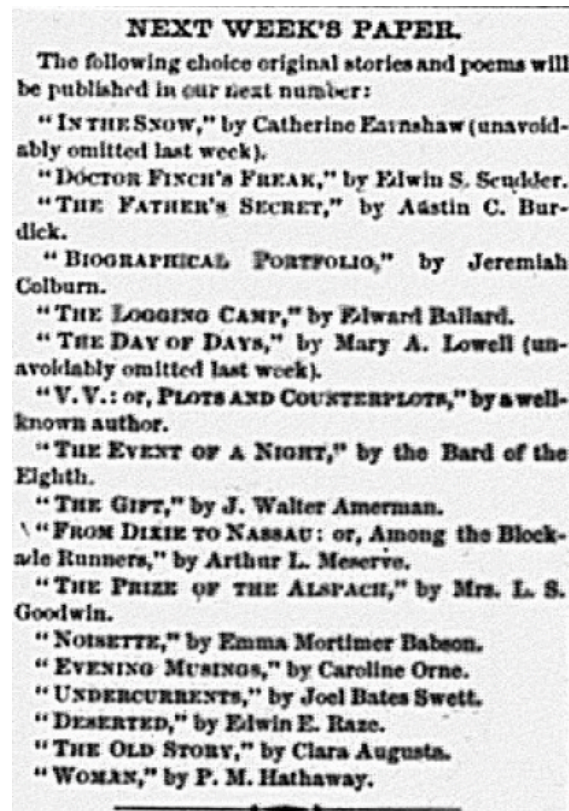 NEXT WEEK'S PAPER.
The following choice original stories and poems will
be published in our next number:
"IN THE SNOW," by Catherine Earnshaw (unavoid-
ably omitted last week).
"DOCTOR FINCH'S FREAK," by Edwin S. Scudder.
"THE FATHER'S SECRET," by Austin C. Bur-
dick.
"BIOGRAPHICAL PORTFOLIO," by Jeremiah
Colburn.
"THE LOGGING CAMP," by Edward Ballard.
"THE DAY OF DAYS," by Mary A. Lowell (un-
avoidably omitted last week).
"V. V.: or, PLOTS AND COUNTERPLOTS," by a well-
known author.
"THE EVENT OF A NIGHT," by the Bard of the
Eighth.
"THE GIFT," by J. Walter Amerman.
"FROM DIXIE TO NASSAU: or, Among the Block-
ade Runners," by Arthur L. Meserve.
"THE PRIZE OF THE ALSPACH," by Mrs. L. S.
Goodwin.
"NOISETTE," by Emma Mortimer Babson.
"EVENING MUSINGS," by Caroline Orne.
"UNDERCURRENTS," by Joel Bates Swett.
"DESERTED," by Edwin E. Raze.
"THE OLD STORY," by Clara Augusta.
"WOMAN," by P. M. Hathaway.